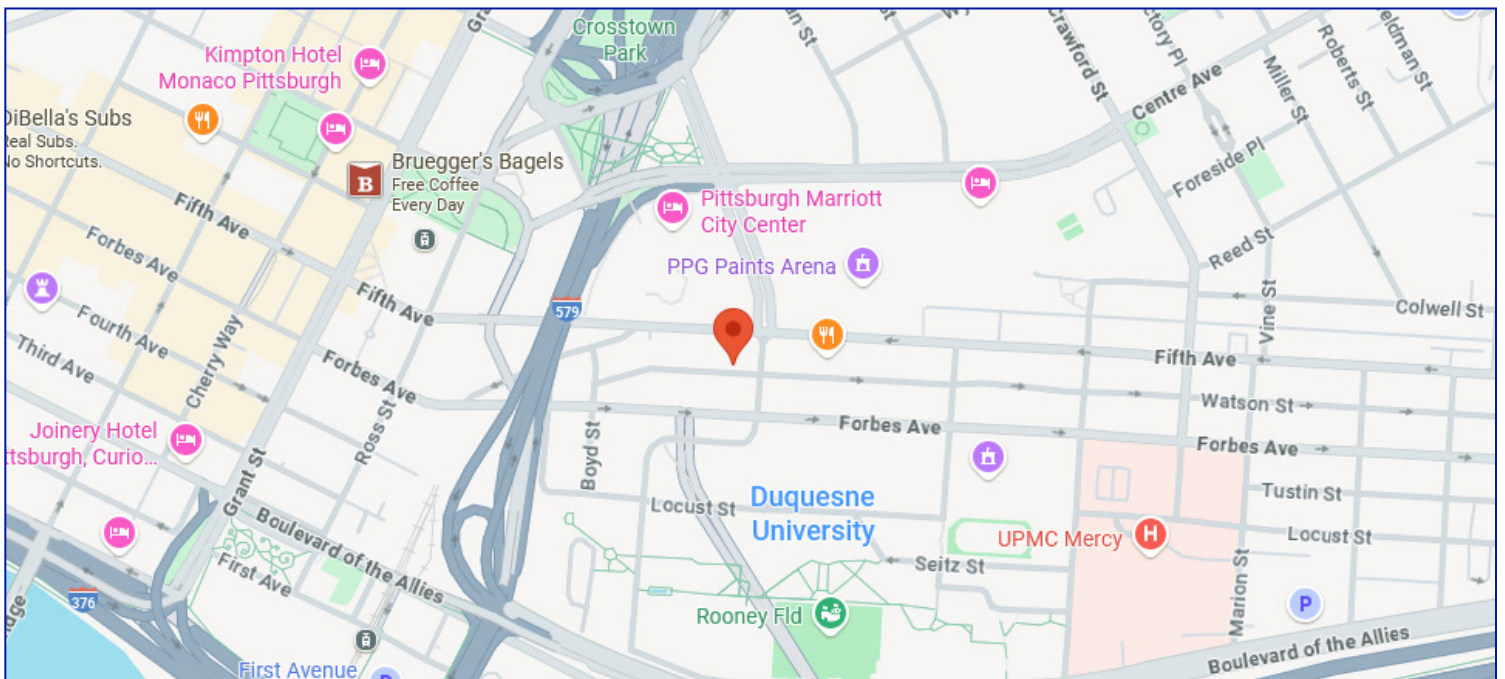 Crosstown
Park
Crawford St
Miller St
Roberts St
Centre Ave
Kimpton Hotel
Monaco Pittsburgh
DiBella's Subs
Real Subs.
No Shortcuts.
B
Bruegger's Bagels
Free Coffee
Every Day
Foreside Pl
Pittsburgh Marriott
City Center
Fifth Ave
Forbes Ave
Reed St
PPG Paints Arena
Fifth Ave
579
Colwell St
Vine St
Fourth Ave
Cherry Way
Third Ave
Fifth Ave
Forbes Ave
Watson St
Ross St
Forbes Ave
Forbes Ave
Joinery Hotel
ttsburgh, Curio...
Boyd St
Grant St
Duquesne
University
Locust St
Tustin St
Locust St
UPMC Mercy
H
Boulevard of the Allies
Seitz St
First Ave
376
Marion St
P
Rooney Fld
Boulevard of the Allies
First Avenue
P